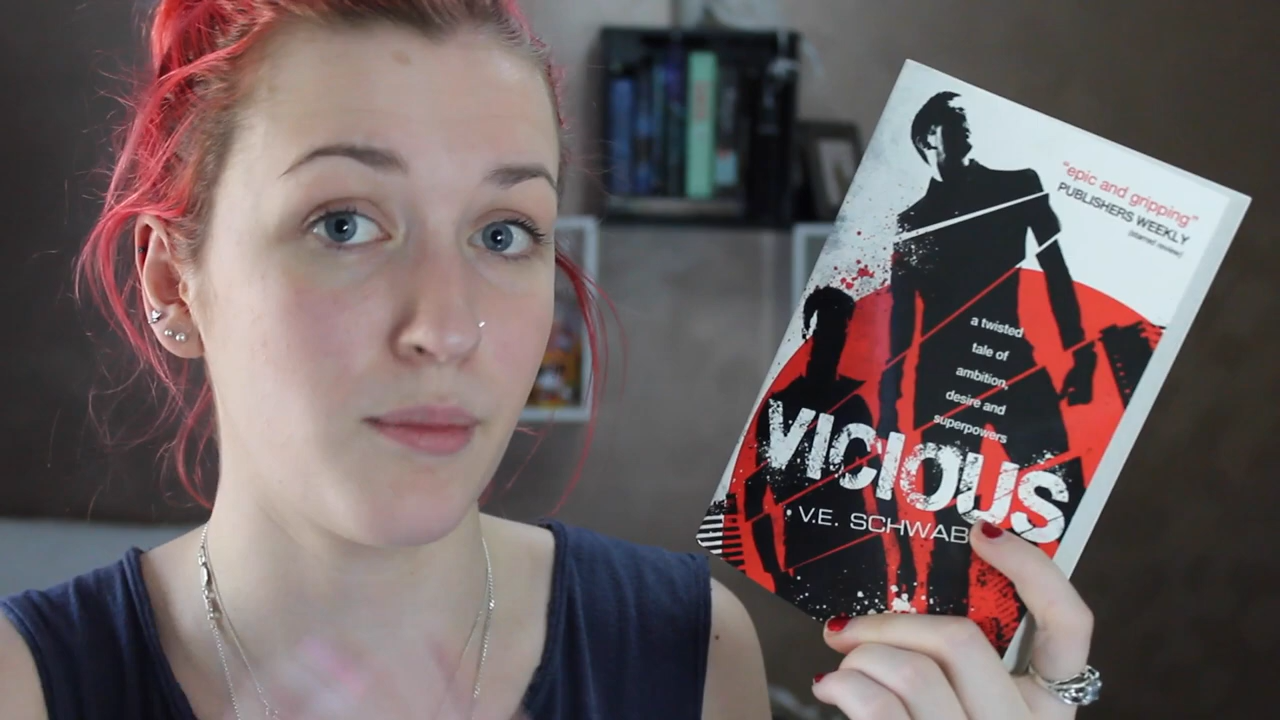 "epic and gripping"
PUBLISHERS WEEKLY
(starred review)
a twisted
tale of
ambition,
desire and
superpowers
VICIOUS
V.E. SCHWAB